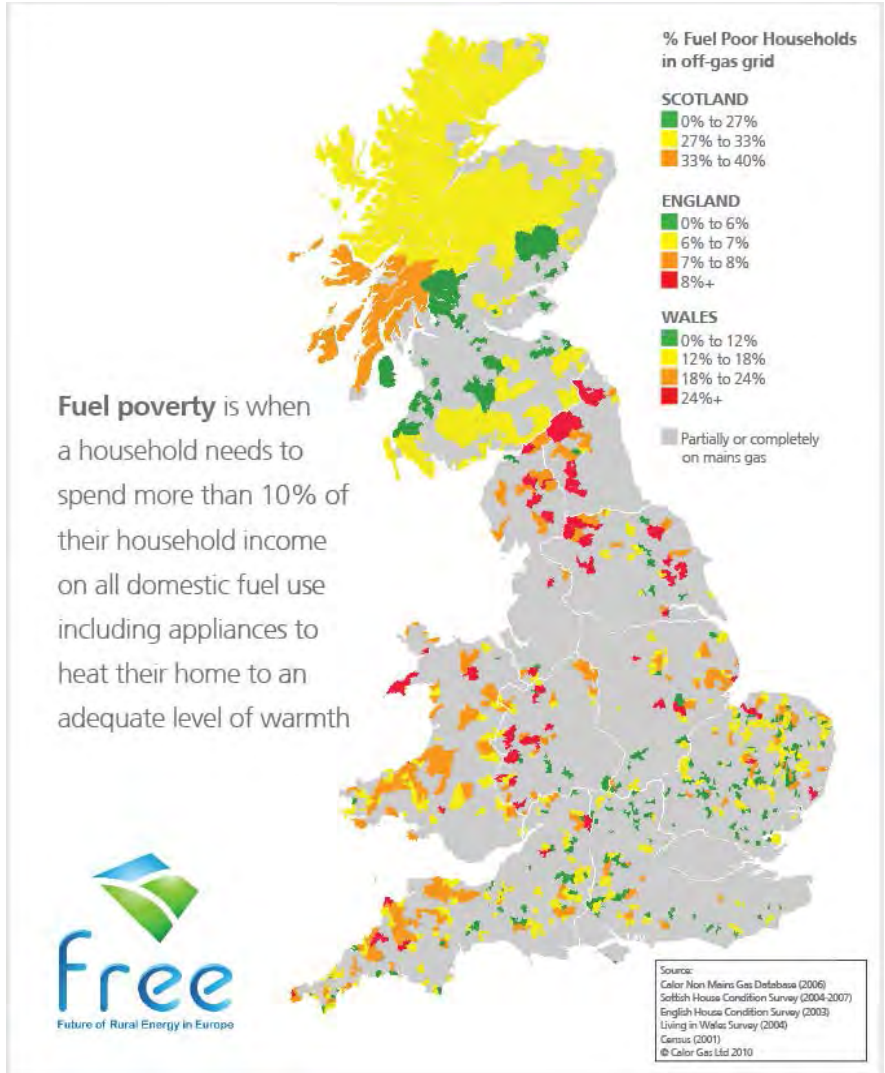 % Fuel Poor Households
in off-gas grid
SCOTLAND
0% to 27%
27% to 33%
33% to 40%
ENGLAND
0% to 6%
6% to 7%
7% to 8%
8%+
WALES
0% to 12%
12% to 18%
18% to 24%
24%+
Partially or completely
on mains gas
Fuel poverty is when
a household needs to
spend more than 10% of
their household income
on all domestic fuel use
including appliances to
heat their home to an
adequate level of warmth
free
Future of Rural Energy in Europe
Source:
Calor Non Mains Gas Database (2006)
Sottish House Condition Survey (2004-2007)
English House Condition Survey (2003)
Living in Wales Survey (2004)
Census (2001)
© Calor Gas Ltd 2010